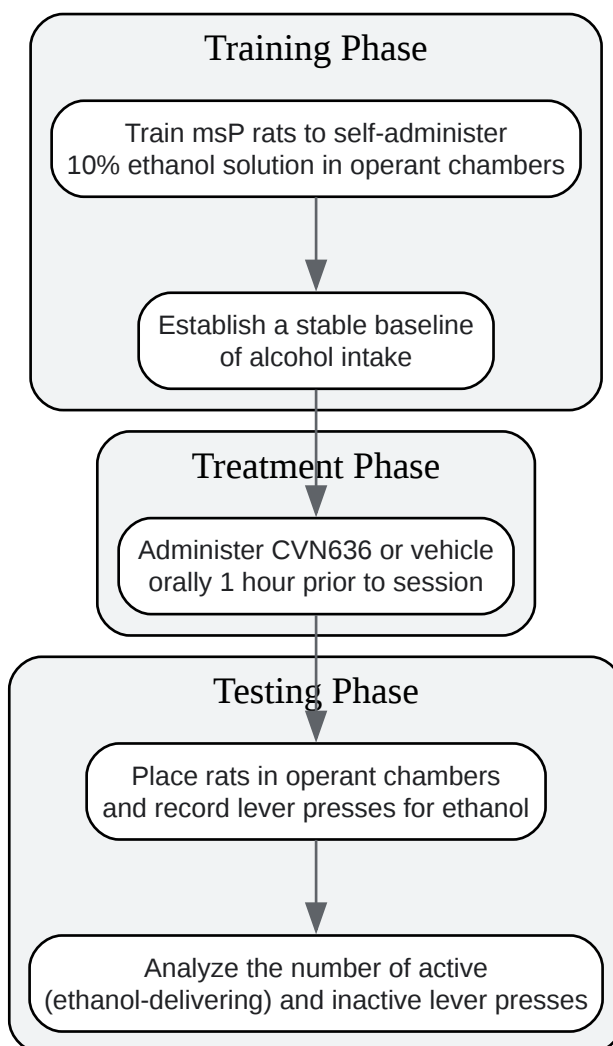 Training Phase
Train msP rats to self-administer
10% ethanol solution in operant chambers
Establish a stable baseline
of alcohol intake
Treatment Phase
Administer CVN636 or vehicle
orally 1 hour prior to session
Testing Phase
Place rats in operant chambers
and record lever presses for ethanol
Analyze the number of active
(ethanol-delivering) and inactive lever presses